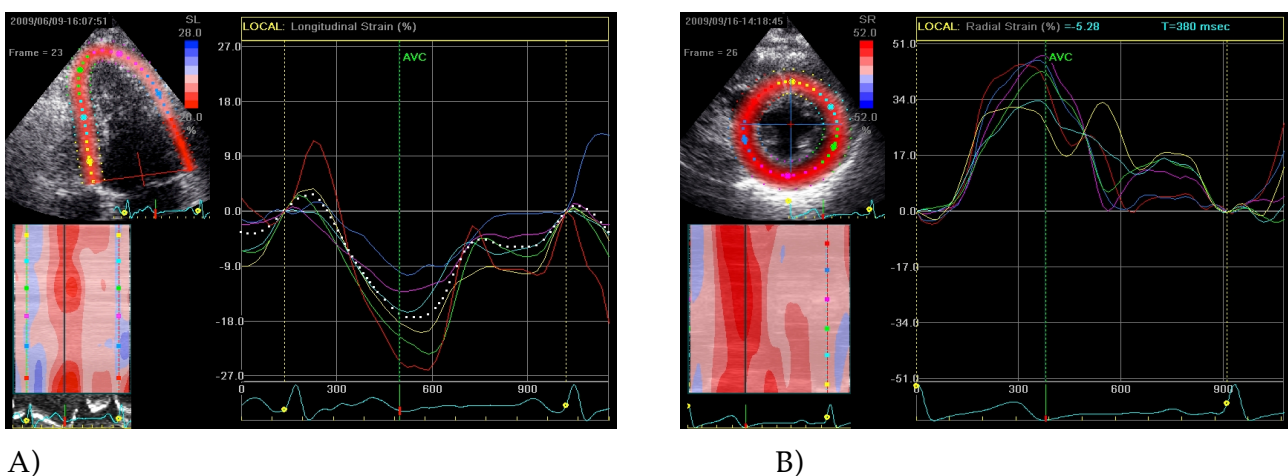 2009/06/09-16:07:51
SL
28.0
Frame = 23
%
LOCAL: Longitudinal Strain (%)
27.0
AVC
18.0
9.0
0.0
-9.0
-18.0
-27.0
0
300
600
900
A)
2009/09/16-14:18:45
SR
52.0
Frame = 26
-52.0
%
LOCAL: Radial Strain (%) =-5.28 T=380 msec
51.0
AVC
34.0
17.0
0.0
-17.0
-34.0
-51.0
0
300
600
900
B)